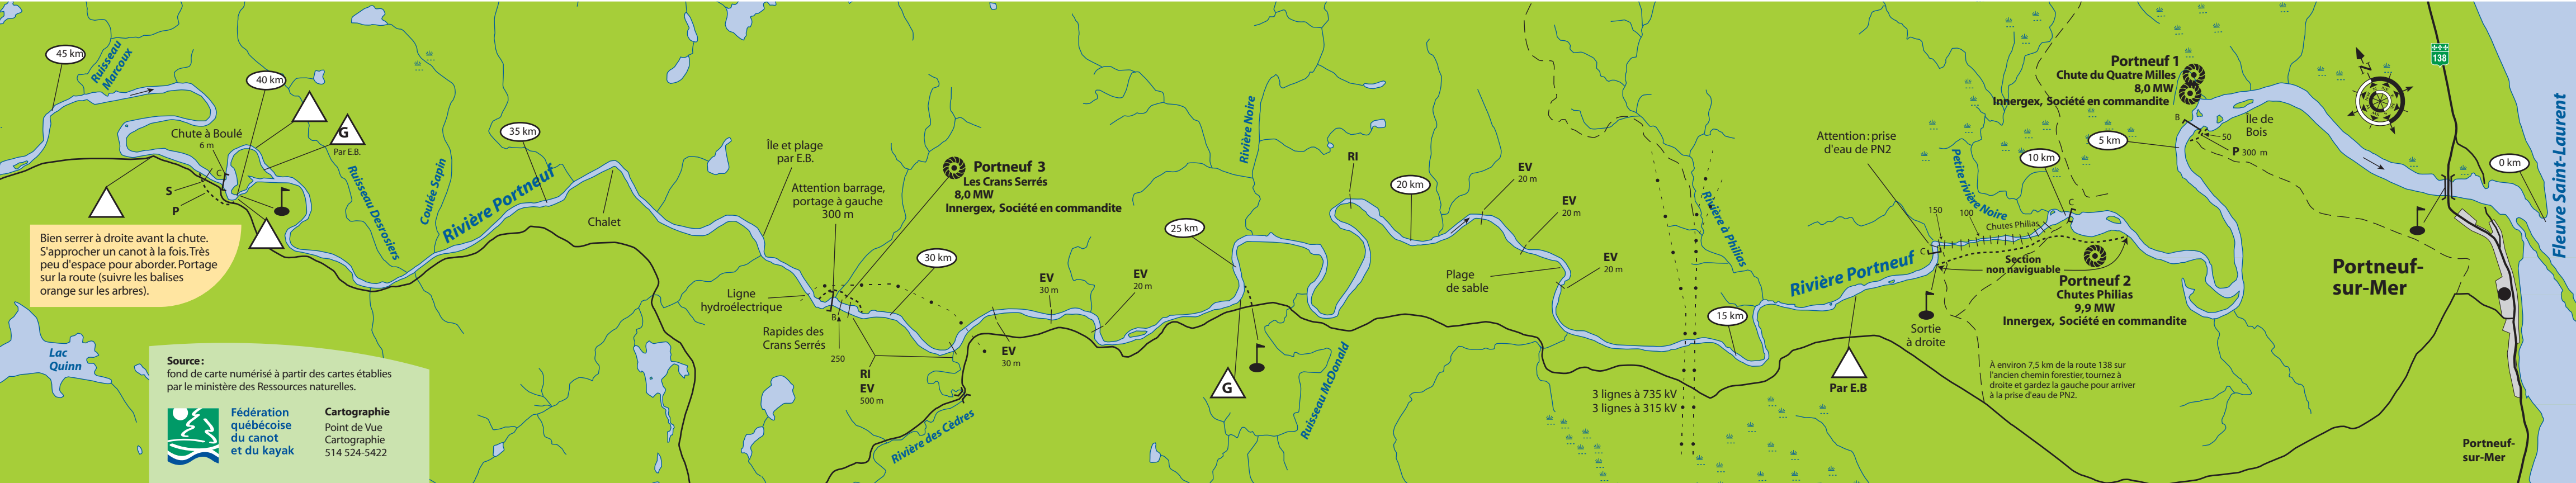 45 km
Ruisseau
Marcoux
40 km
Chute à Boulé
6 m
C
S
P
G
Par E.B.
Bien serrer à droite avant la chute.
S'approcher un canot à la fois. Très
peu d'espace pour aborder. Portage
sur la route (suivre les balises
orange sur les arbres).
Lac
Quinn
Source :
fond de carte numérisé à partir des cartes établies
par le ministère des Ressources naturelles.
Fédération
québécoise
du canot
et du kayak
Cartographie
Point de Vue
Cartographie
514 524-5422
Ruisseau Desrosiers
Coulée Sapin
Rivière Portneuf
35 km
Chalet
Île et plage
par E.B.
Attention barrage,
portage à gauche
300 m
Portneuf 3
Les Crans Serrés
8,0 MW
Innergex, Société en commandite
Ligne
hydroélectrique
Rapides des
Crans Serrés
B
250
RI
EV
500 m
30 km
Rivière des Cèdres
EV
30 m
EV
30 m
EV
20 m
25 km
Rivière Noire
G
Ruisseau McDonald
RI
20 km
EV
20 m
EV
20 m
EV
20 m
Plage
de sable
3 lignes à 735 kV
3 lignes à 315 kV
Rivière à Philias
15 km
Rivière Portneuf
Par E.B
Attention : prise
d'eau de PN2
Petite rivière Noire
150
100
Chutes Philias
C
C
10 km
Section
non naviguable
Sortie
à droite
Portneuf 2
Chutes Philias
9,9 MW
Innergex, Société en commandite
À environ 7,5 km de la route 138 sur
l'ancien chemin forestier, tournez à
droite et gardez la gauche pour arriver
à la prise d'eau de PN2.
Portneuf 1
Chute du Quatre Milles
8,0 MW
Innergex, Société en commandite
B
5 km
50
P 300 m
Île de
Bois
N
138
0 km
Fleuve Saint-Laurent
Portneuf-
sur-Mer
Portneuf-
sur-Mer